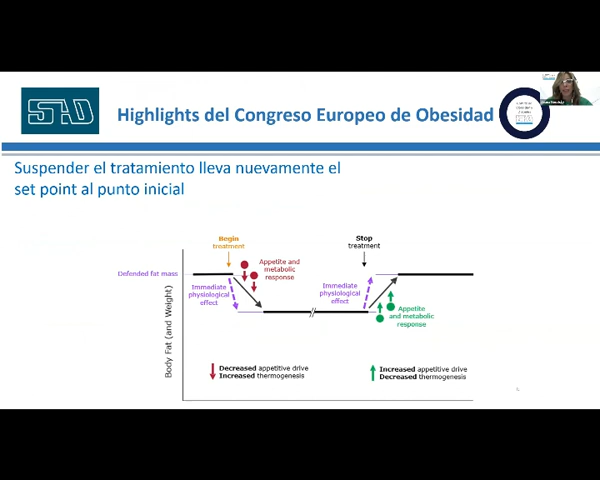 SAD
Highlights del Congreso Europeo de Obesidad
Suspender el tratamiento lleva nuevamente el
set point al punto inicial
Begin
treatment
Stop
treatment
Defended fat mass
Appetite and
metabolic
response
Immediate
physiological
effect
Immediate
physiological
effect
Appetite
and metabolic
response
Body Fat (and Weight)
Decreased appetitive drive
Increased thermogenesis
Increased appetitive drive
Decreased thermogenesis